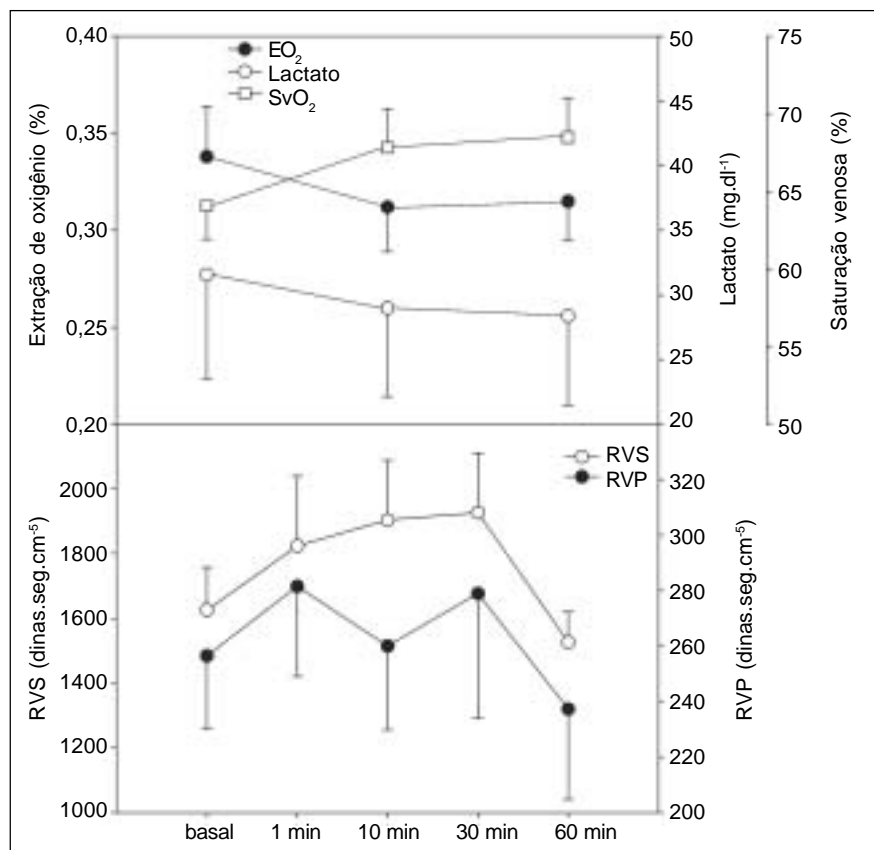 0,40
0,35
0,30
0,25
0,20
Extração de oxigênio (%)
EO2
Lactato
SvO2
50
45
40
35
30
25
20
Lactato (mg.dl-1)
75
70
65
60
55
50
Saturação venosa (%)
2000
1800
1600
1400
1200
1000
RVS (dinas.seg.cm-5)
RVS
RVP
320
300
280
260
240
220
200
RVP (dinas.seg.cm-5)
basal 1 min 10 min 30 min 60 min